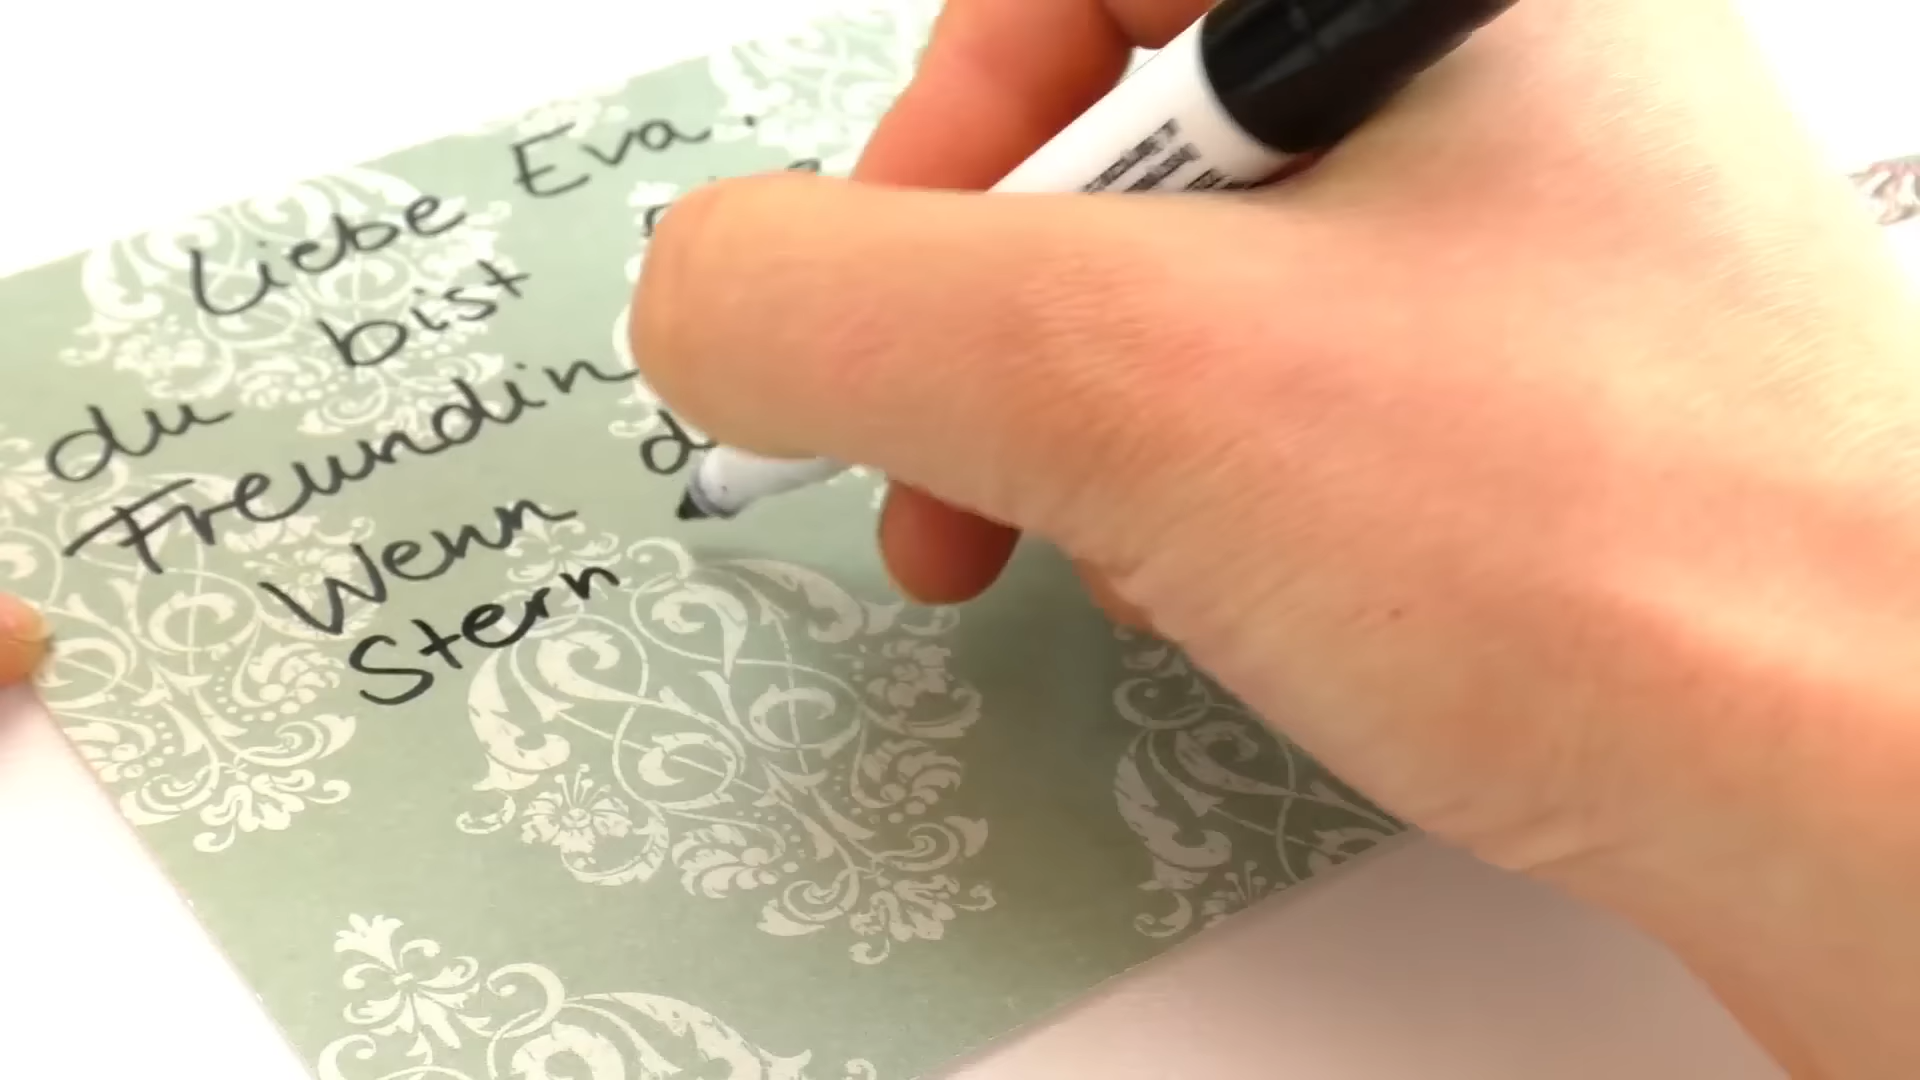 Liebe Eva.
du bist
Freundin
Wenn
Stern